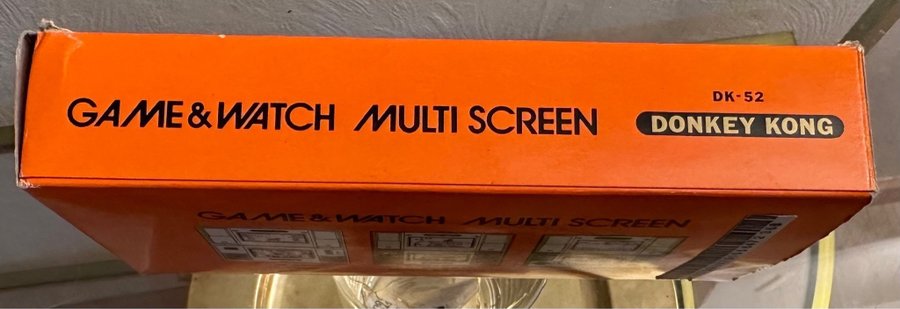 GAME & WATCH MULTI SCREEN
DK-52
DONKEY KONG
GAME & WATCH MULTI SCREEN